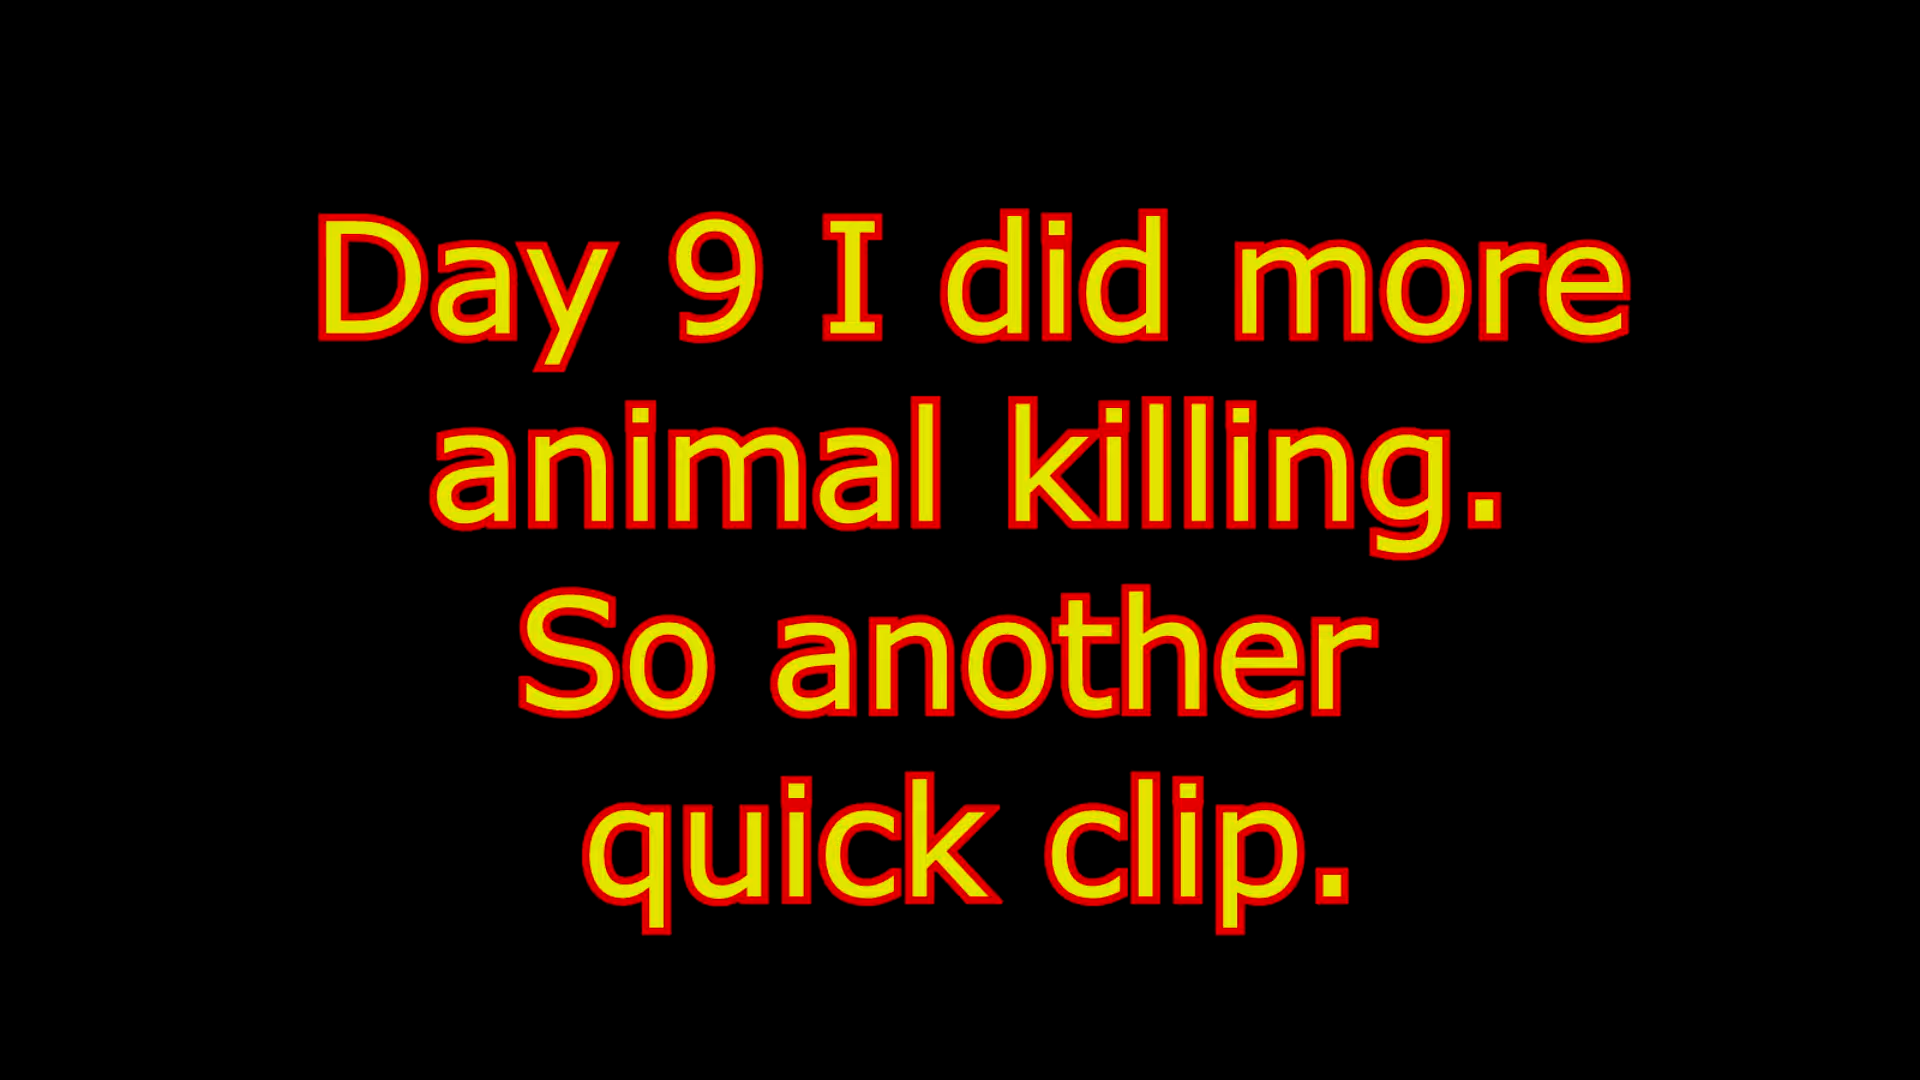 Day 9 I did more
animal killing.
So another
quick clip.